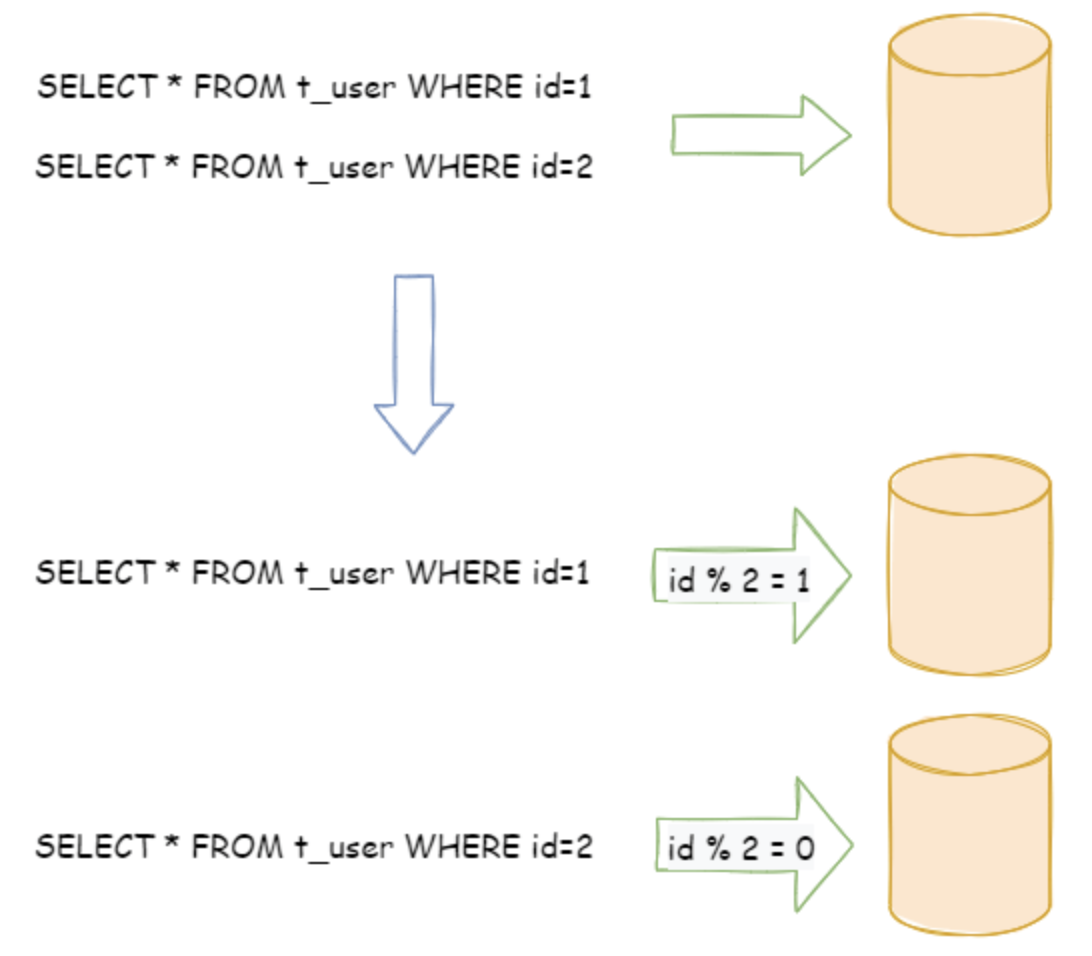 SELECT * FROM t_user WHERE id=1
SELECT * FROM t_user WHERE id=2
SELECT * FROM t_user WHERE id=1
id % 2 = 1
SELECT * FROM t_user WHERE id=2
id % 2 = 0